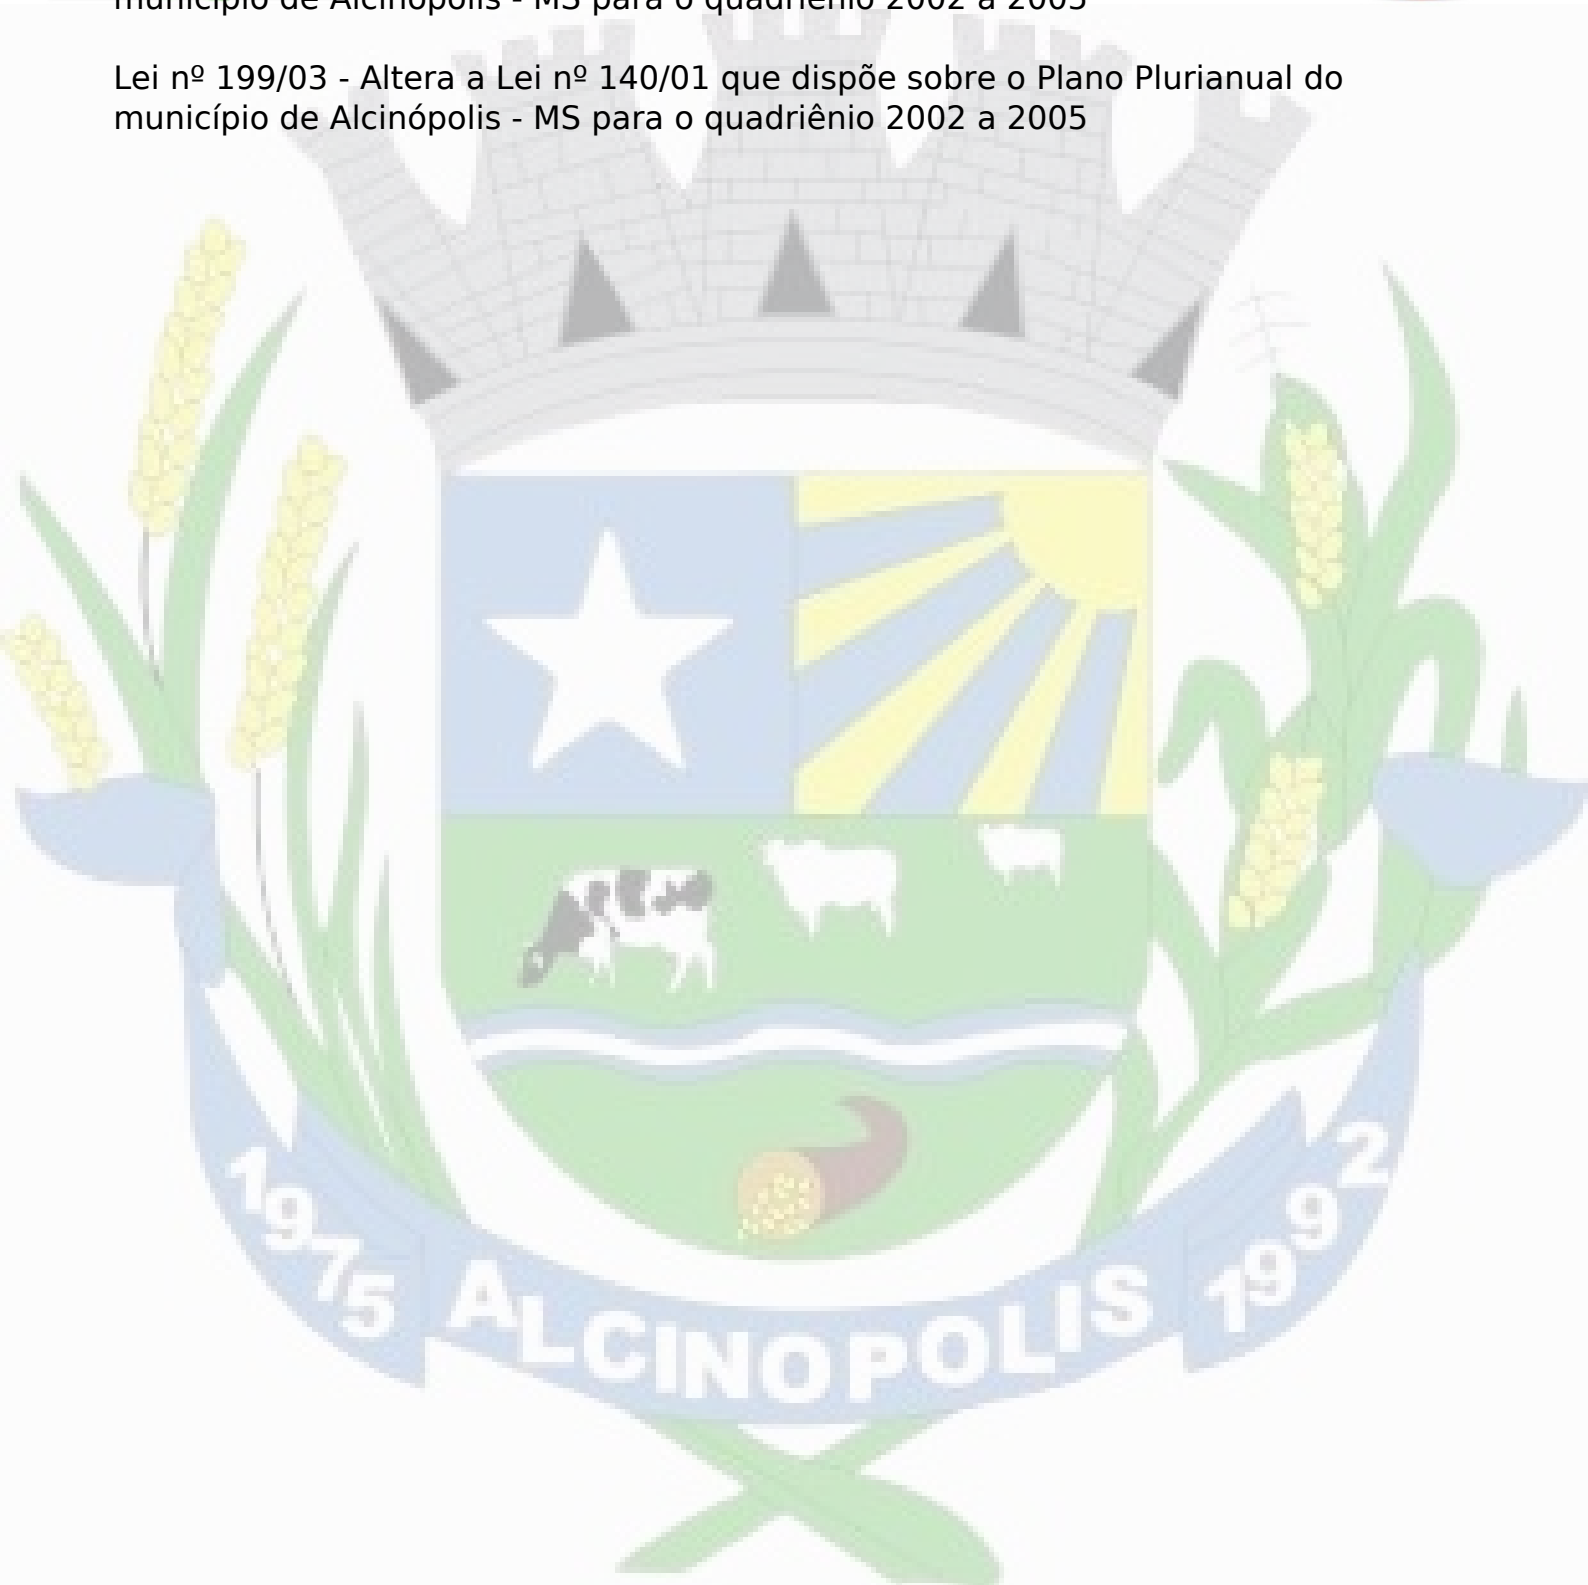 município de Alcinópolis - MS para o quadriênio 2002 a 2005
Lei nº 199/03 - Altera a Lei nº 140/01 que dispõe sobre o Plano Plurianual do
município de Alcinópolis - MS para o quadriênio 2002 a 2005
1975 ALCINOPOLIS 1992